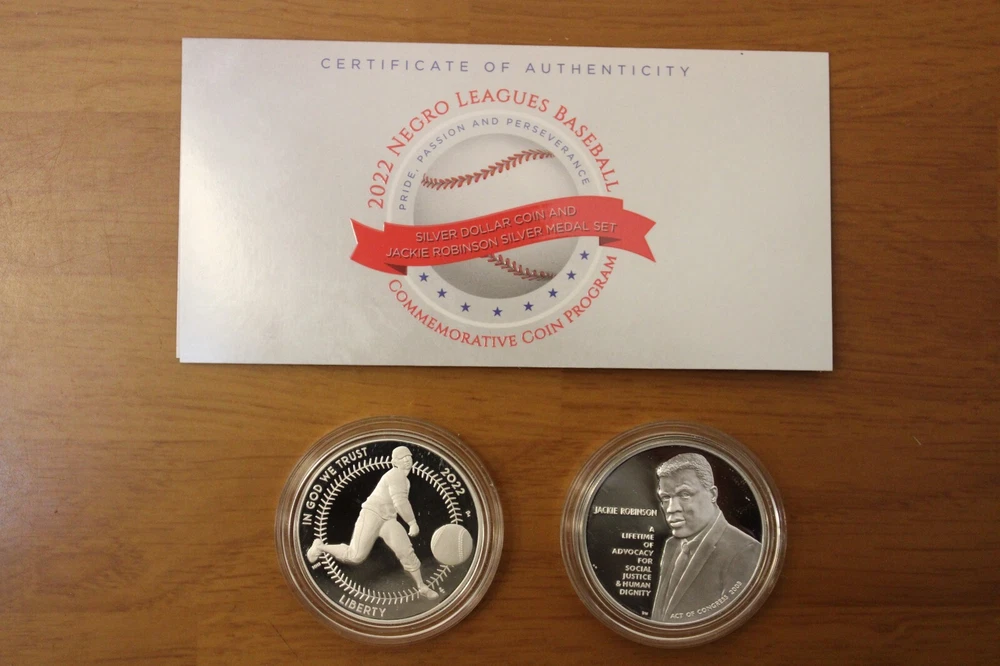 CERTIFICATE OF AUTHENTICITY
2022 NEGRO LEAGUES BASEBALL
PRIDE, PASSION AND PERSEVERANCE
SILVER DOLLAR COIN AND
JACKIE ROBINSON SILVER MEDAL SET
COMMEMORATIVE COIN PROGRAM
IN GOD WE TRUST
2022
LIBERTY
JACKIE ROBINSON
A
LIFETIME
OF
ADVOCACY
FOR
SOCIAL
JUSTICE
& HUMAN
DIGNITY
ACT OF CONGRESS 2003